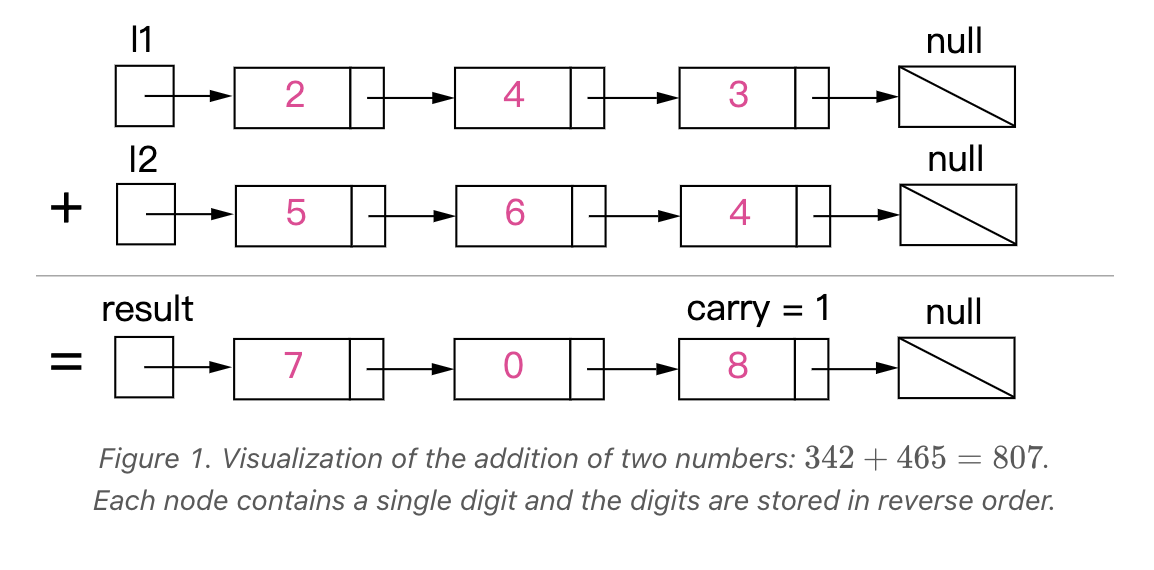 l1 null
2 4 3
l2 null
+ 5 6 4
result carry = 1 null
= 7 0 8
Figure 1. Visualization of the addition of two numbers: 342 + 465 = 807.
Each node contains a single digit and the digits are stored in reverse order.